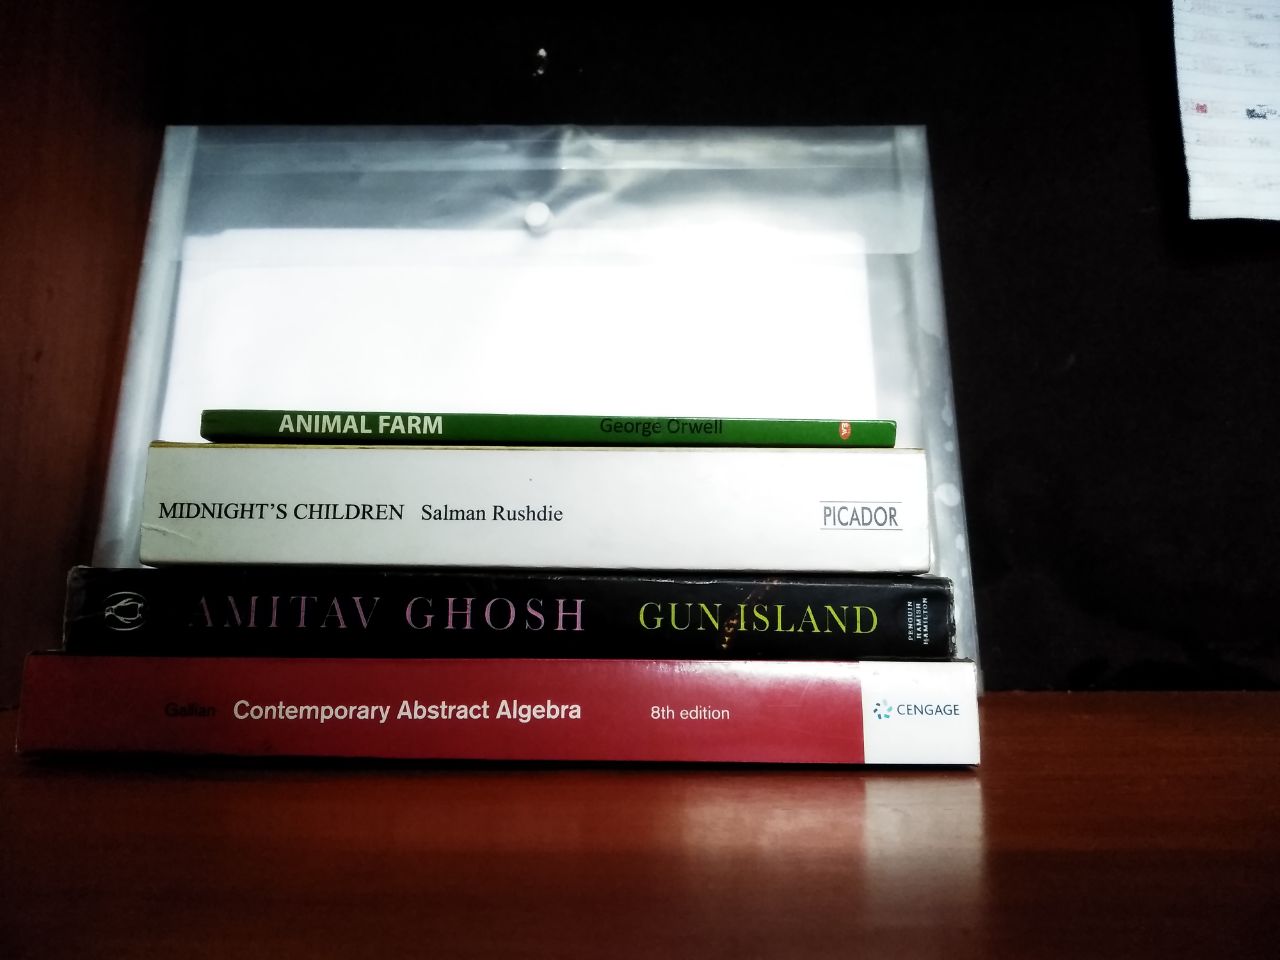 ANIMAL FARM George Orwell
MIDNIGHT'S CHILDREN Salman Rushdie PICADOR
AMITAV GHOSH GUN ISLAND PENGUIN HAMISH HAMILTON
Gallian Contemporary Abstract Algebra 8th edition CENGAGE